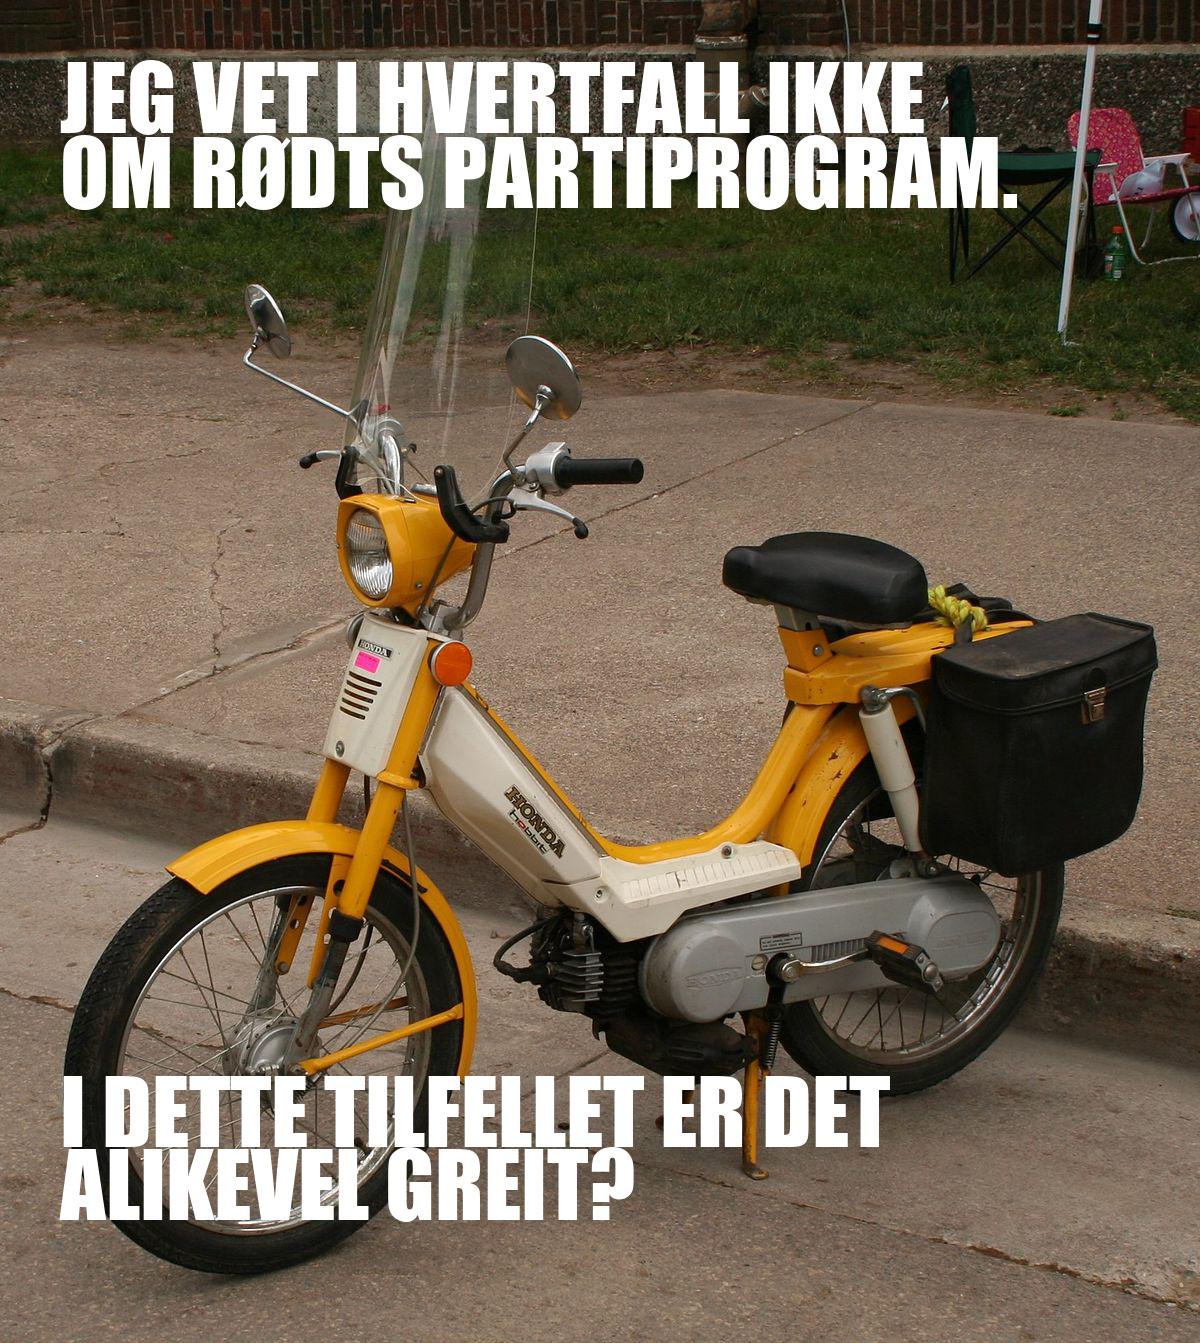 JEG VET I HVERTFALL IKKE
OM RØDTS PARTIPROGRAM.
HONDA
HONDA
hobbit
HONDA
I DETTE TILFELLET ER DET
ALIKEVEL GREIT?